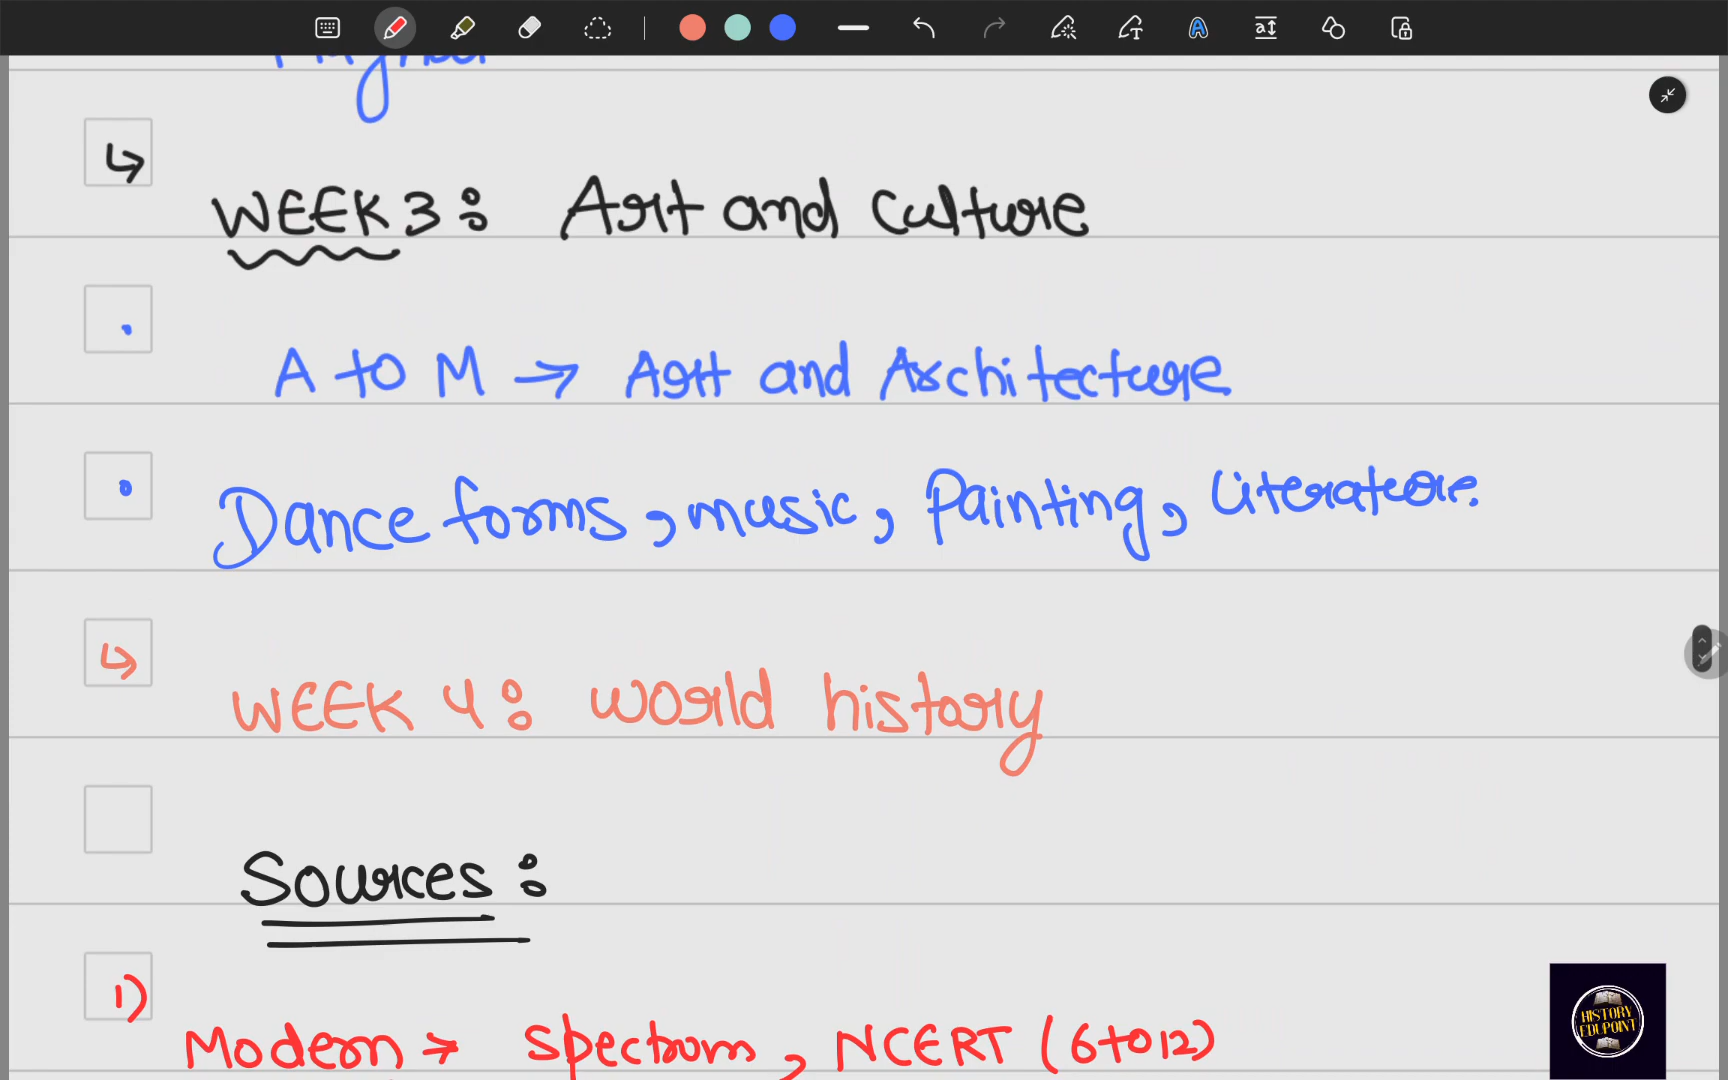 WEEK 3: Art and Culture
A to M → Art and Architecture
Dance forms, music, Painting, Literature.
WEEK 4: World history
Sources:
1)
Modern → Spectrum, NCERT (6 to 12)
HISTORY
EDUPOINT